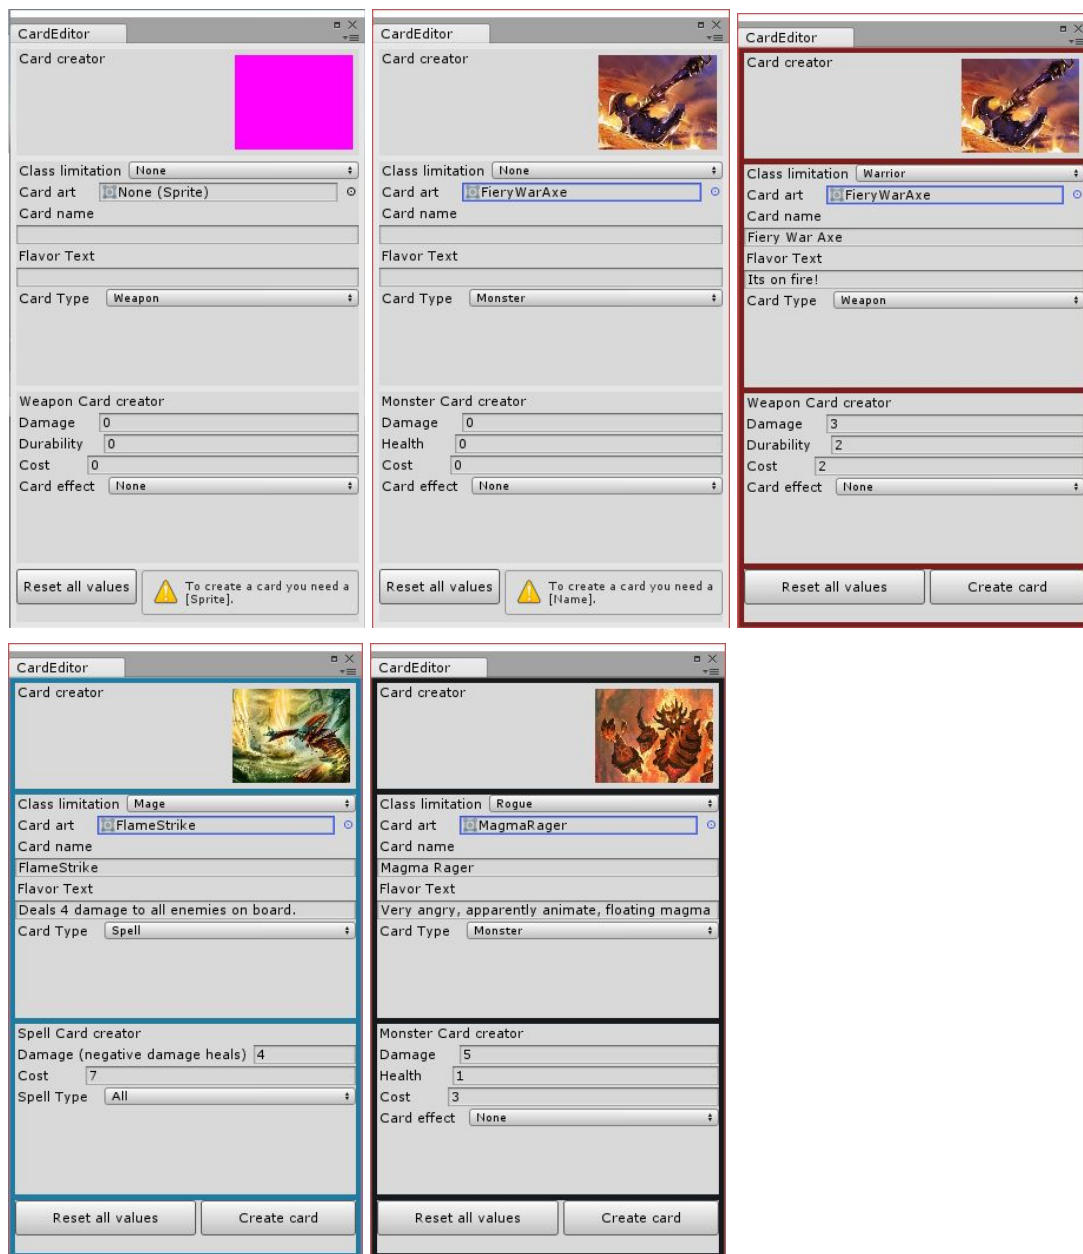 CardEditor
Card creator
Class limitation None
Card art None (Sprite)
Card name
Flavor Text
Card Type Weapon
Weapon Card creator
Damage 0
Durability 0
Cost 0
Card effect None
Reset all values
To create a card you need a
[Sprite].
CardEditor
Card creator
Class limitation None
Card art FieryWarAxe
Card name
Flavor Text
Card Type Monster
Monster Card creator
Damage 0
Health 0
Cost 0
Card effect None
Reset all values
To create a card you need a
[Name].
CardEditor
Card creator
Class limitation Warrior
Card art FieryWarAxe
Card name
Fiery War Axe
Flavor Text
Its on fire!
Card Type Weapon
Weapon Card creator
Damage 3
Durability 2
Cost 2
Card effect None
Reset all values Create card
CardEditor
Card creator
Class limitation Mage
Card art FlameStrike
Card name
FlameStrike
Flavor Text
Deals 4 damage to all enemies on board.
Card Type Spell
Spell Card creator
Damage (negative damage heals) 4
Cost 7
Spell Type All
Reset all values Create card
CardEditor
Card creator
Class limitation Rogue
Card art MagmaRager
Card name
Magma Rager
Flavor Text
Very angry, apparently animate, floating magma
Card Type Monster
Monster Card creator
Damage 5
Health 1
Cost 3
Card effect None
Reset all values Create card